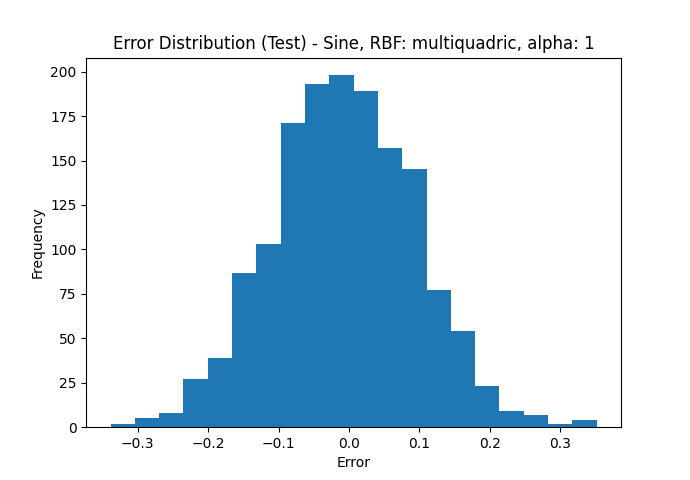 Error Distribution (Test) - Sine, RBF: multiquadric, alpha: 1
200
175
150
125
100
75
50
25
0
Frequency
−0.3 −0.2 −0.1 0.0 0.1 0.2 0.3
Error